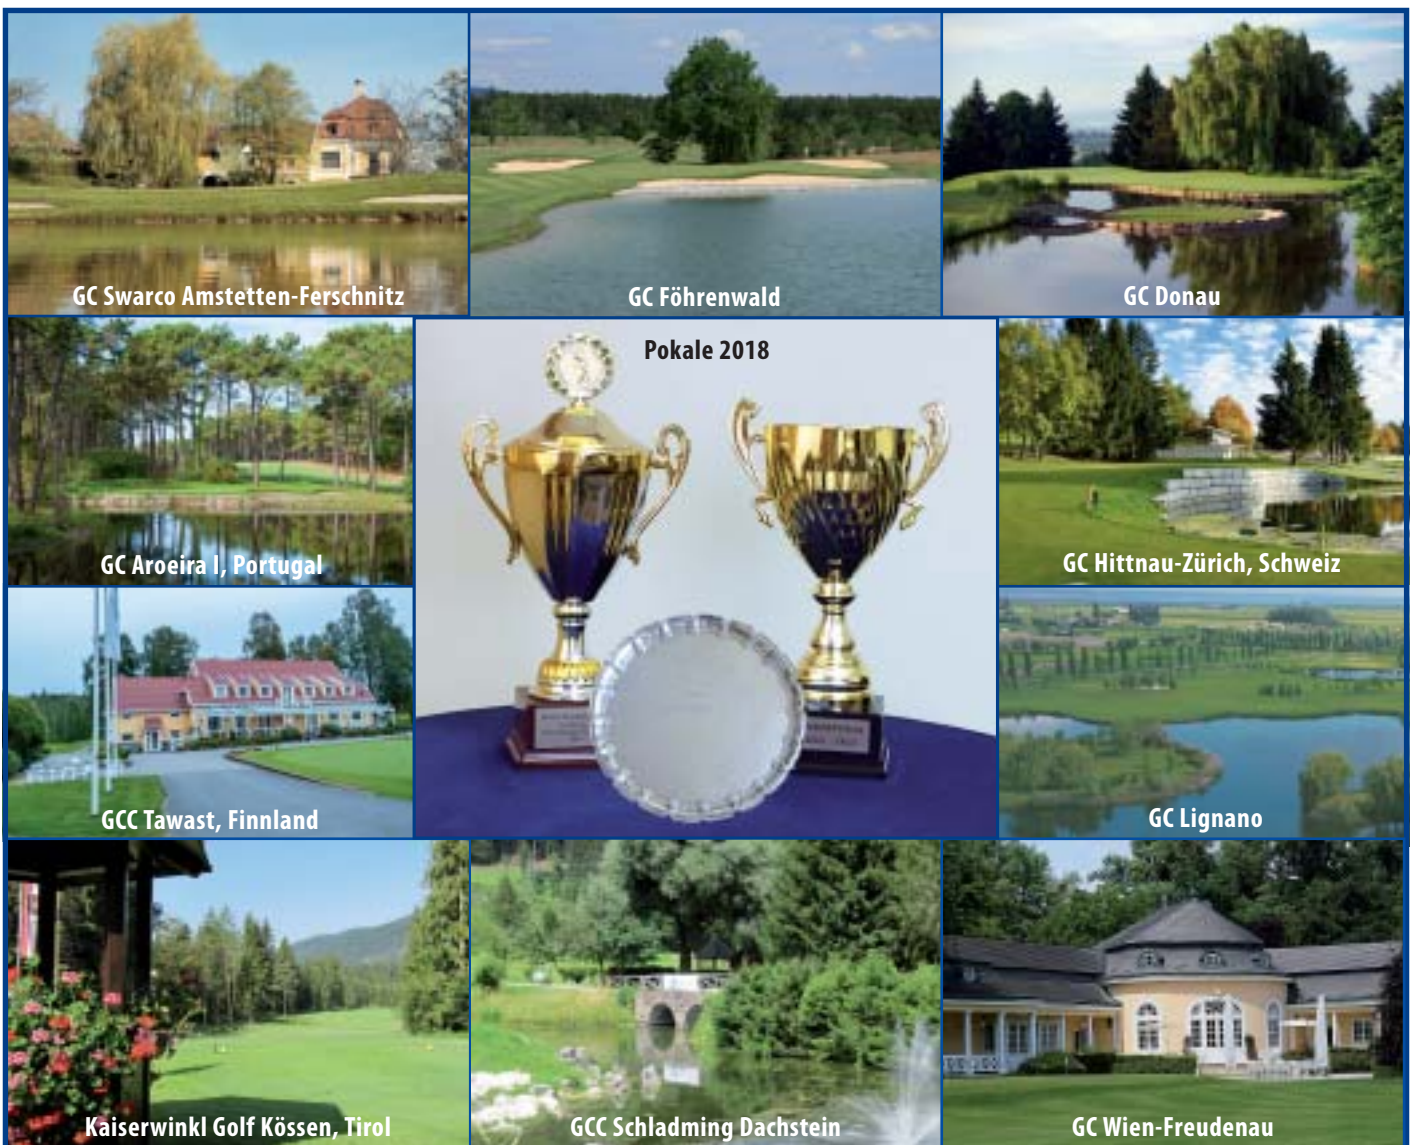 GC Swarco Amstetten-Ferschnitz
GC Föhrenwald
GC Donau
Pokale 2018
GC Aroeira I, Portugal
GC Hittnau-Zürich, Schweiz
GCC Tawast, Finnland
GC Lignano
Kaiserwinkl Golf Kössen, Tirol
GCC Schladming Dachstein
GC Wien-Freudenau